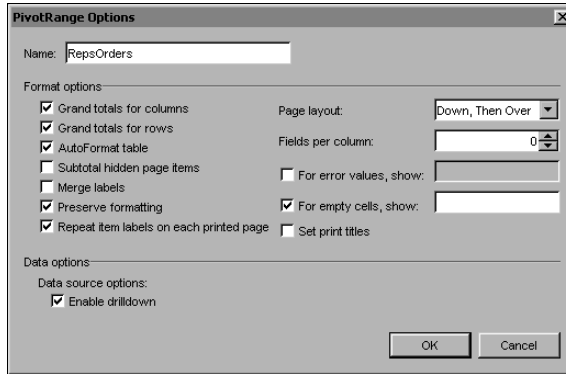 PivotRange Options
Name: RepsOrders
Format options
Grand totals for columns
Page layout: Down, Then Over
Grand totals for rows
Fields per column: 0
AutoFormat table
Subtotal hidden page items
For error values, show:
Merge labels
Preserve formatting
For empty cells, show:
Repeat item labels on each printed page
Set print titles
Data options
Data source options:
Enable drilldown
OK Cancel